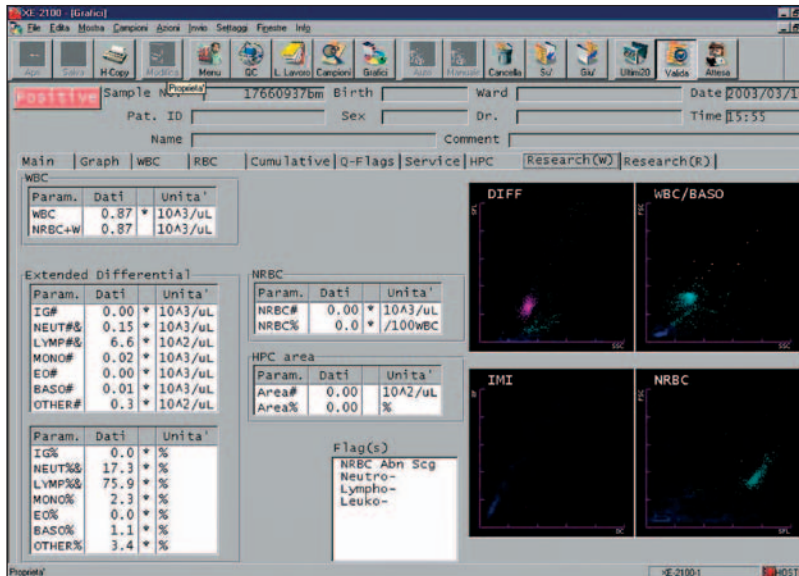 XE-2100 - [Grafici]
File Edita Mostra Campioni Azioni Invio Settaggi Finestre Info
Apri Salva H-Copy Modifica Menu QC L. Lavoro Campioni Grafici Auto Manuale Cancella Su' Giu' Ultimi20 Valida Attesa
Proprieta'
Positive Sample No. 17660937bm Birth Ward Date 2003/03/1
Pat. ID Sex Dr. Time 15:55
Name Comment
Main Graph WBC RBC Cumulative Q-Flags Service HPC Research(W) Research(R)
WBC
Param. Dati Unita'
WBC 0.87 * 10^3/uL
NRBC+W 0.87 10^3/uL
Extended Differential
Param. Dati Unita'
IG# 0.00 * 10^3/uL
NEUT#& 0.15 * 10^3/uL
LYMP#& 6.6 * 10^2/uL
MONO# 0.02 * 10^3/uL
EO# 0.00 * 10^3/uL
BASO# 0.01 * 10^3/uL
OTHER# 0.3 * 10^2/uL
Param. Dati Unita'
IG% 0.0 * %
NEUT%& 17.3 * %
LYMP%& 75.9 * %
MONO% 2.3 * %
EO% 0.0 * %
BASO% 1.1 * %
OTHER% 3.4 * %
NRBC
Param. Dati Unita'
NRBC# 0.00 * 10^3/uL
NRBC% 0.0 * /100WBC
HPC area
Param. Dati Unita'
Area# 0.00 10^2/uL
Area% 0.00 %
Flag(s)
NRBC Abn Scg
Neutro-
Lympho-
Leuko-
DIFF
SFL
SSC
WBC/BASO
FSC
SSC
IMI
RF
DC
NRBC
FSC
SFL
Proprieta' XE-2100-1 HOST